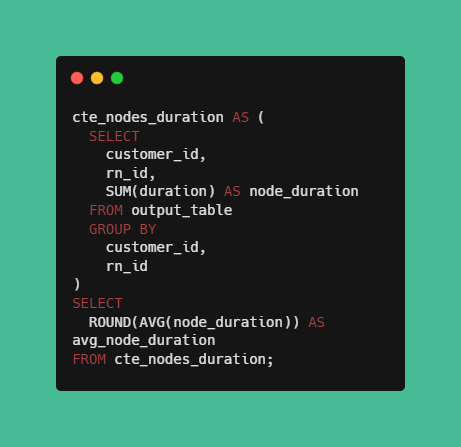 cte_nodes_duration AS (
  SELECT
    customer_id,
    rn_id,
    SUM(duration) AS node_duration
  FROM output_table
  GROUP BY
    customer_id,
    rn_id
)
SELECT
  ROUND(AVG(node_duration)) AS
avg_node_duration
FROM cte_nodes_duration;